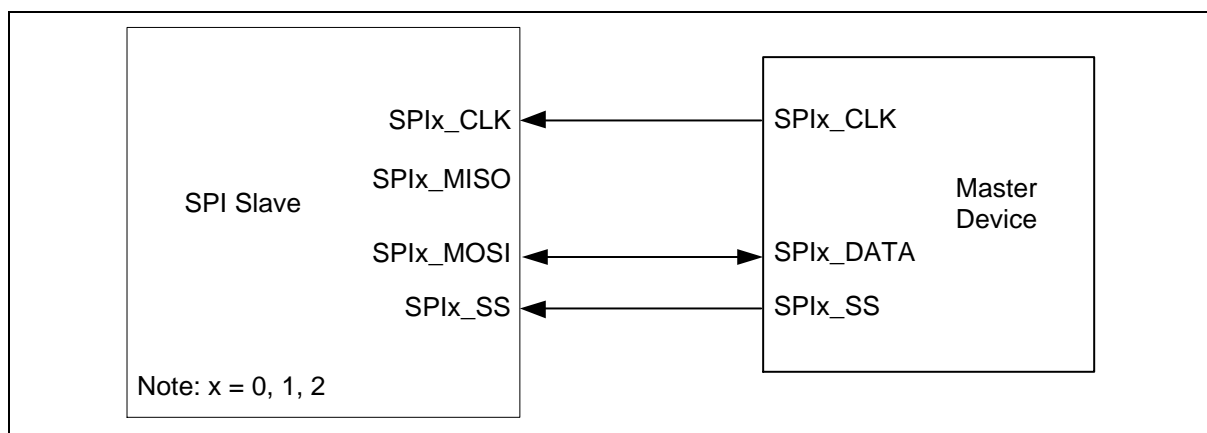 SPIx_CLK
SPIx_MISO
SPI Slave
SPIx_MOSI
SPIx_SS
Note: x = 0, 1, 2
SPIx_CLK
Master
Device
SPIx_DATA
SPIx_SS